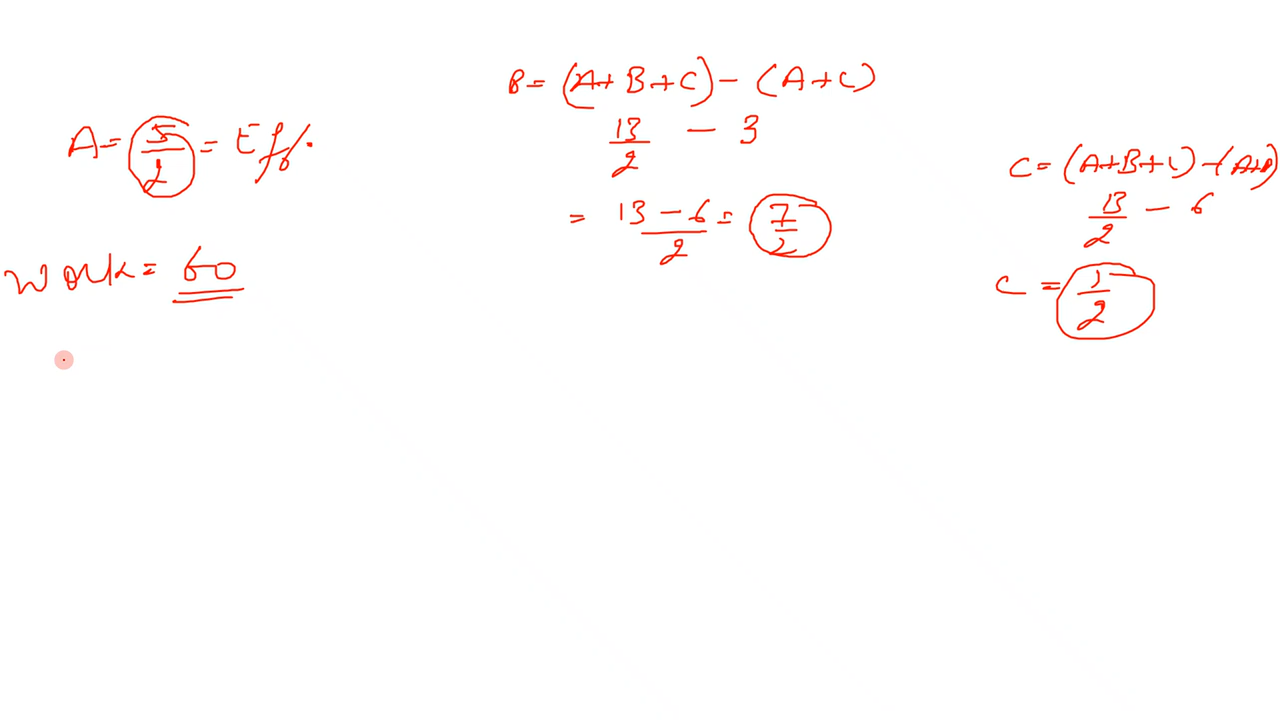 A = 5/2 = Eff.
Work = 60
B = (A+B+C) - (A+C)
13/2 - 3
= 13 - 6/2 = 7/2
C = (A+B+C) - (A+B)
13/2 - 6
C = 1/2